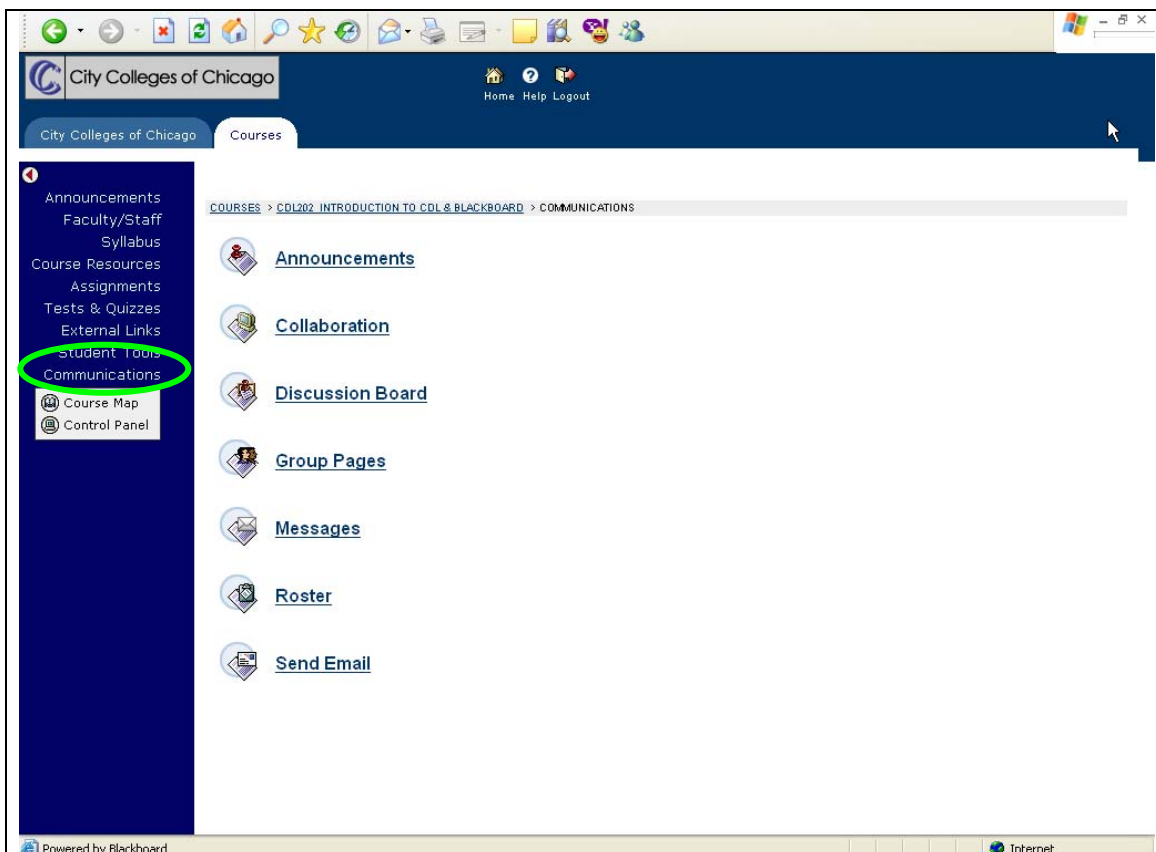 City Colleges of Chicago
Home Help Logout
City Colleges of Chicago Courses
Announcements
Faculty/Staff
Syllabus
Course Resources
Assignments
Tests & Quizzes
External Links
Student Tools
Communications
Course Map
Control Panel
COURSES > CDL202 INTRODUCTION TO CDL & BLACKBOARD > COMMUNICATIONS
Announcements
Collaboration
Discussion Board
Group Pages
Messages
Roster
Send Email
Powered by Blackboard Internet